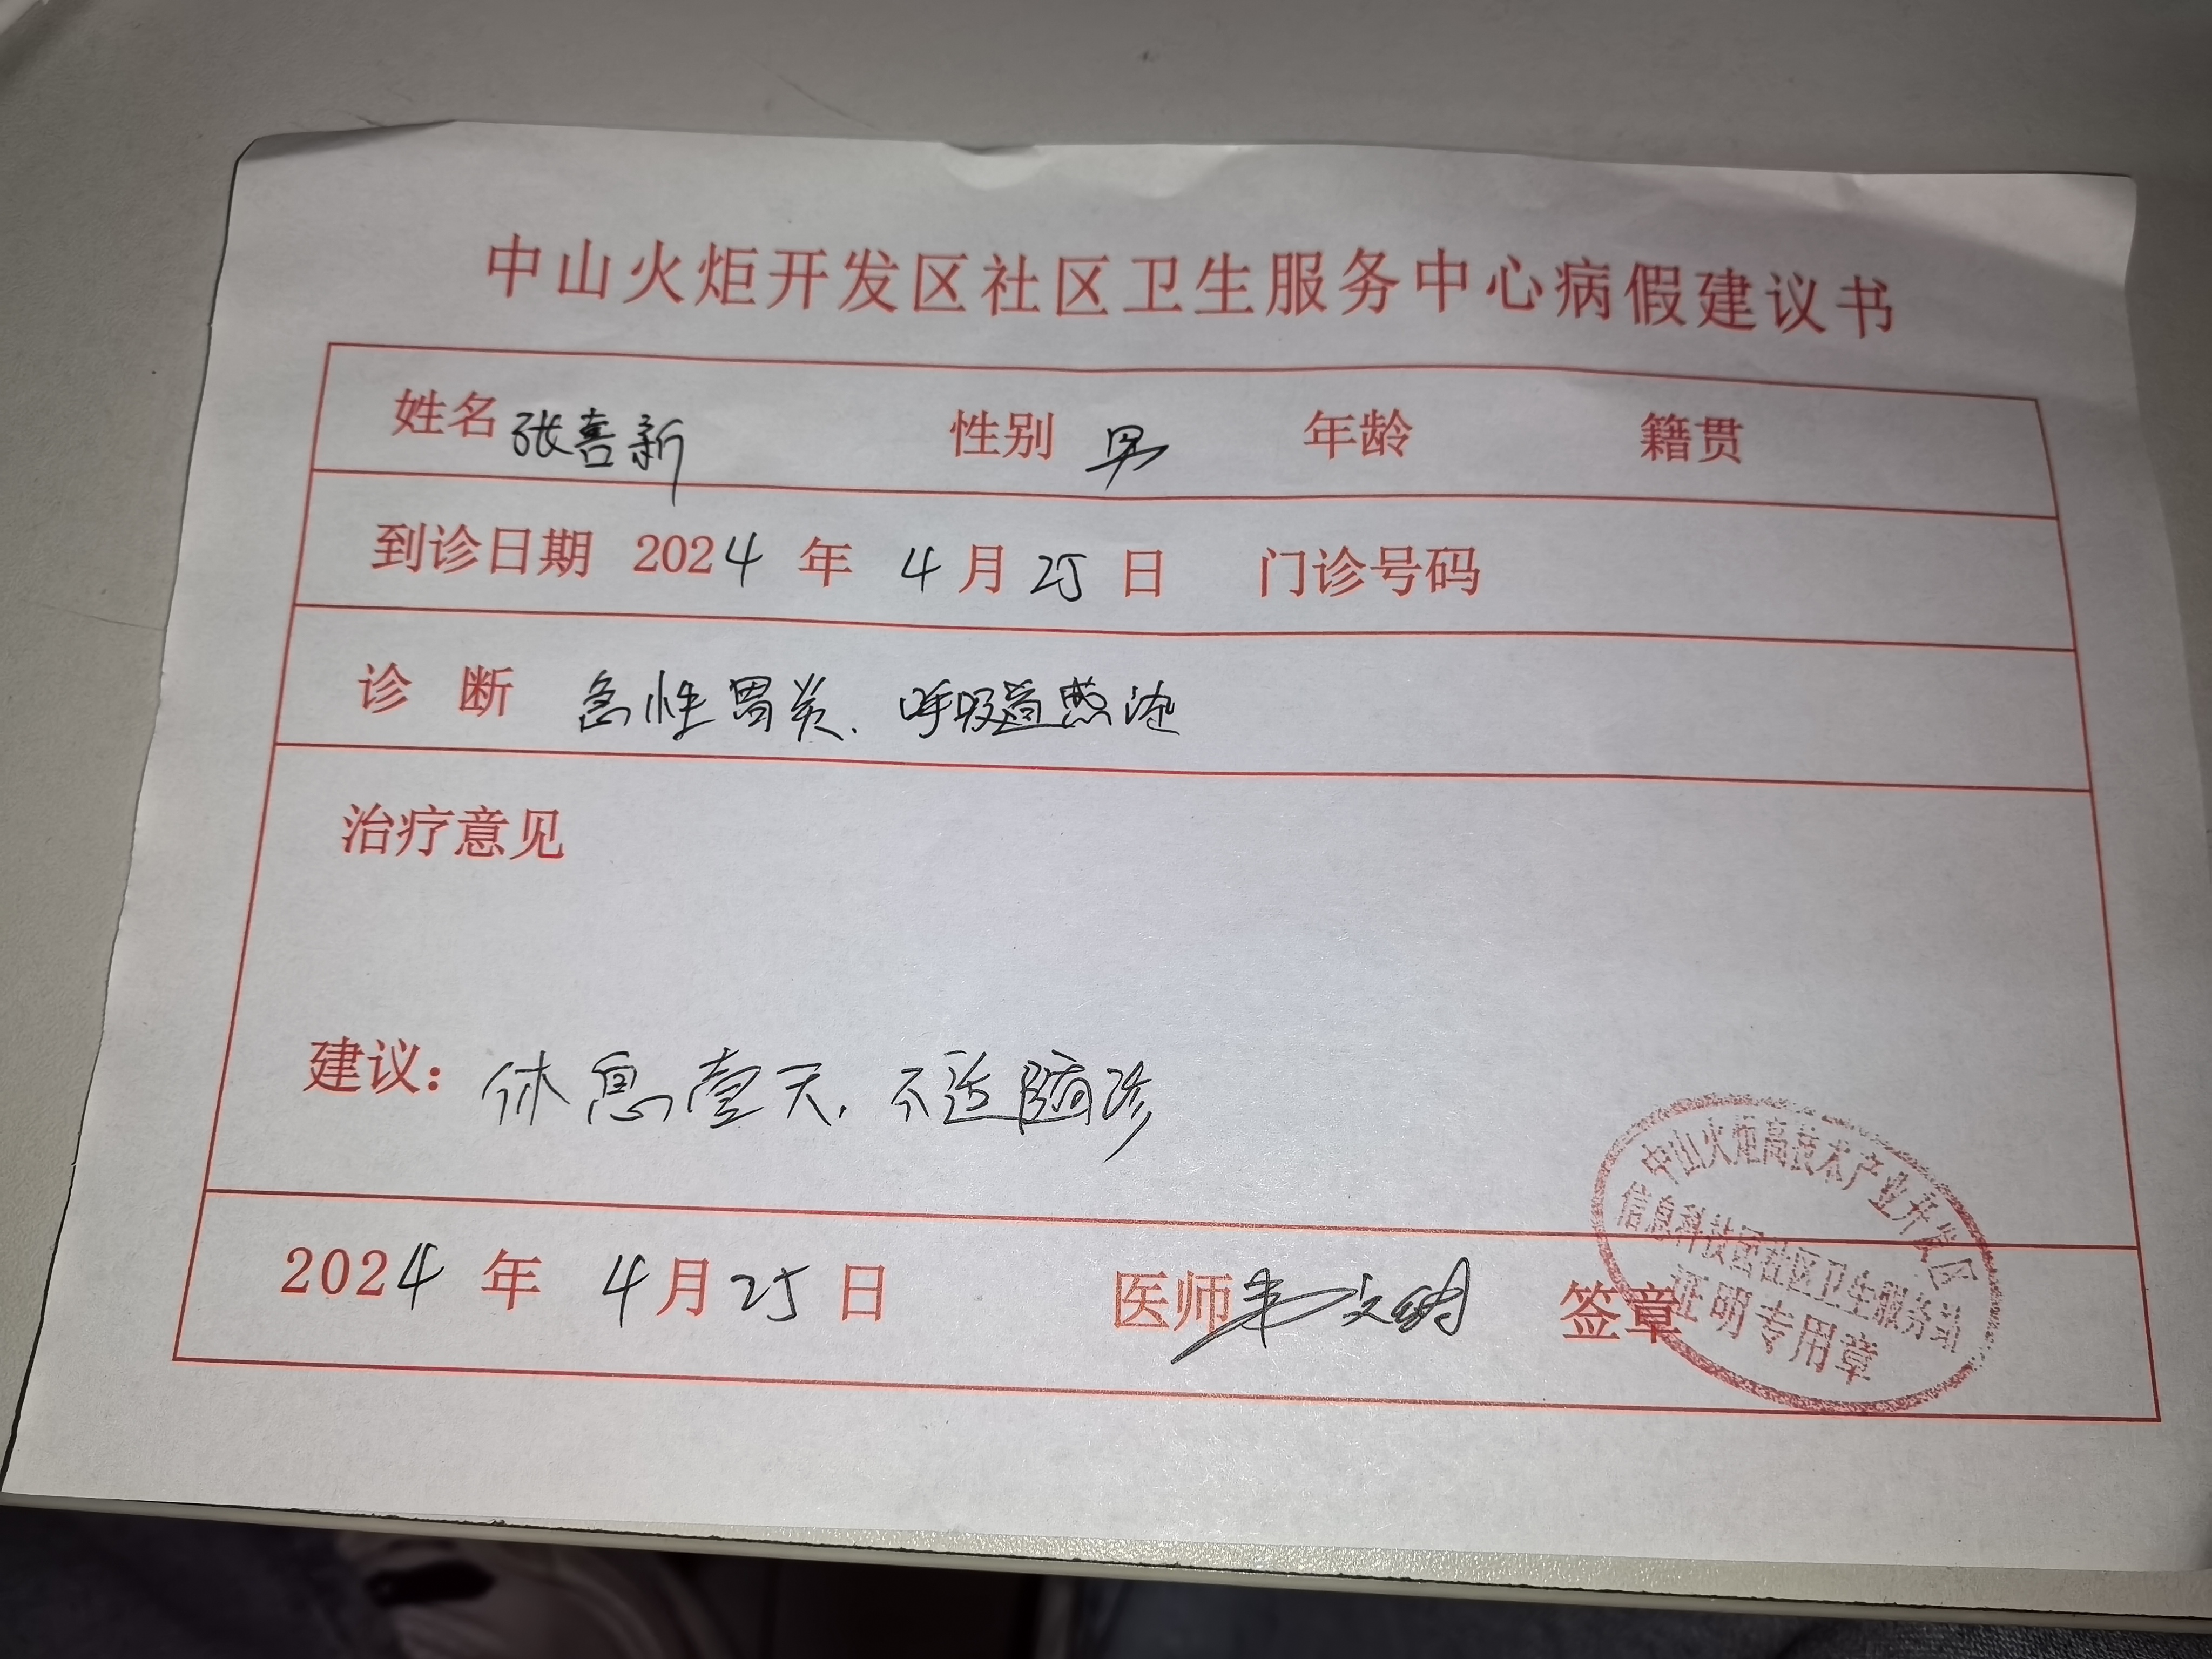 中山火炬开发区社区卫生服务中心病假建议书
姓名 张喜新 性别 男 年龄 籍贯
到诊日期 2024 年 4 月 25 日 门诊号码
诊 断 急性胃炎、呼吸道感染
治疗意见
建议：休息壹天，不适随诊
中山火炬高技术产业开发区
信息科技园社区卫生服务站
证明专用章
2024 年 4 月 25 日 医师 签章